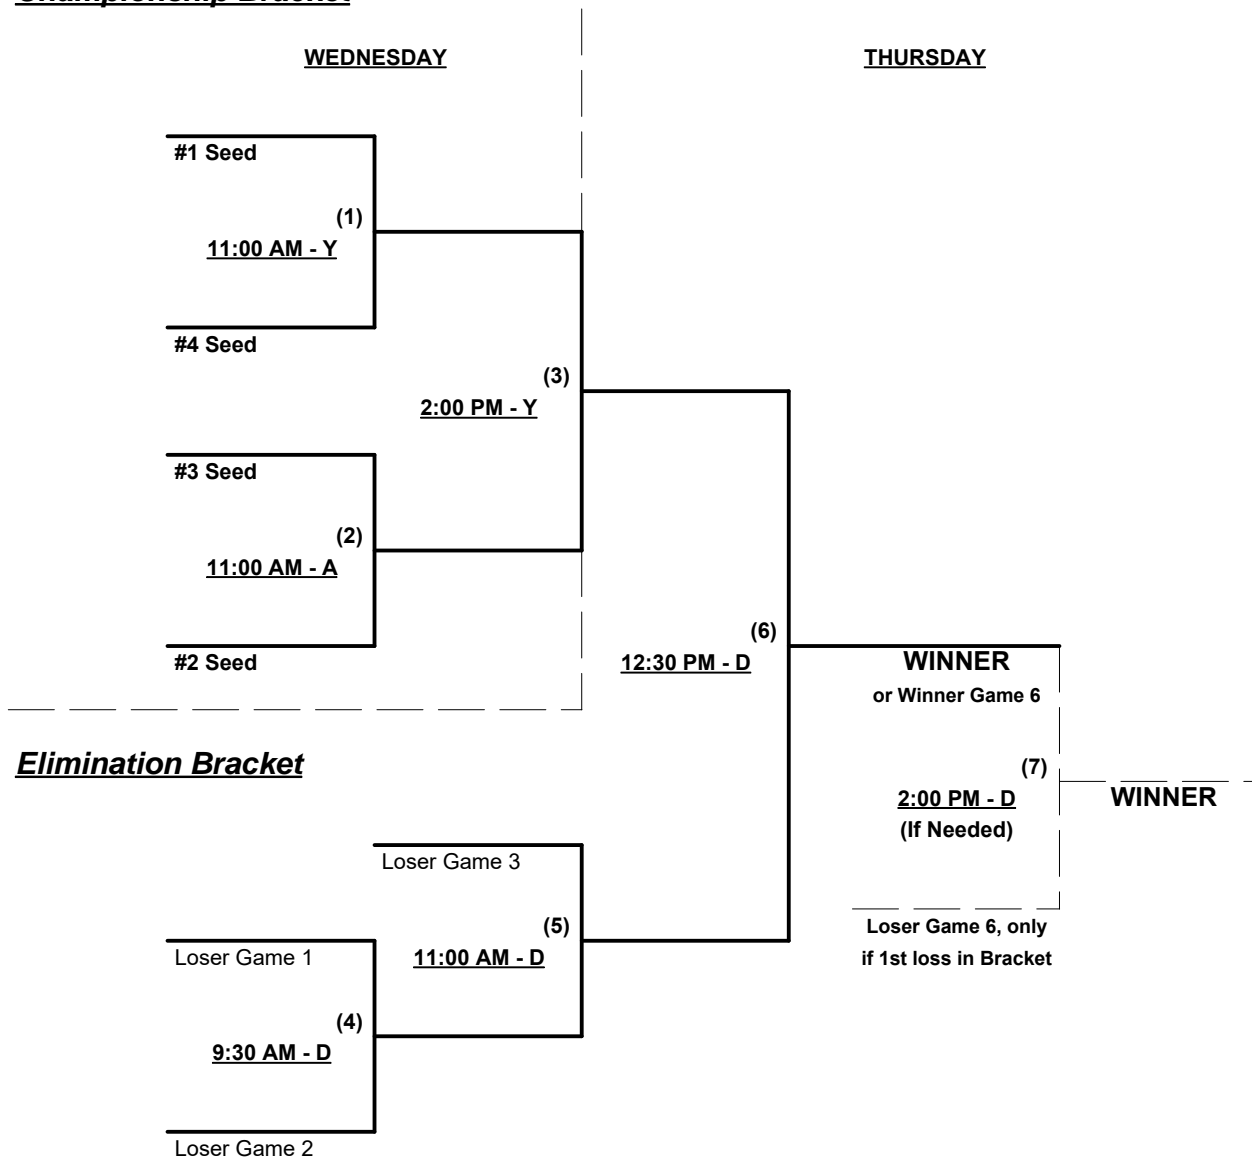 Championship Bracket
WEDNESDAY
THURSDAY
#1 Seed
(1)
11:00 AM - Y
#4 Seed
(3)
2:00 PM - Y
#3 Seed
(2)
11:00 AM - A
#2 Seed
(6)
12:30 PM - D
WINNER
or Winner Game 6
Elimination Bracket
(7)
2:00 PM - D
(If Needed)
WINNER
Loser Game 3
(5)
11:00 AM - D
Loser Game 6, only
if 1st loss in Bracket
Loser Game 1
(4)
9:30 AM - D
Loser Game 2